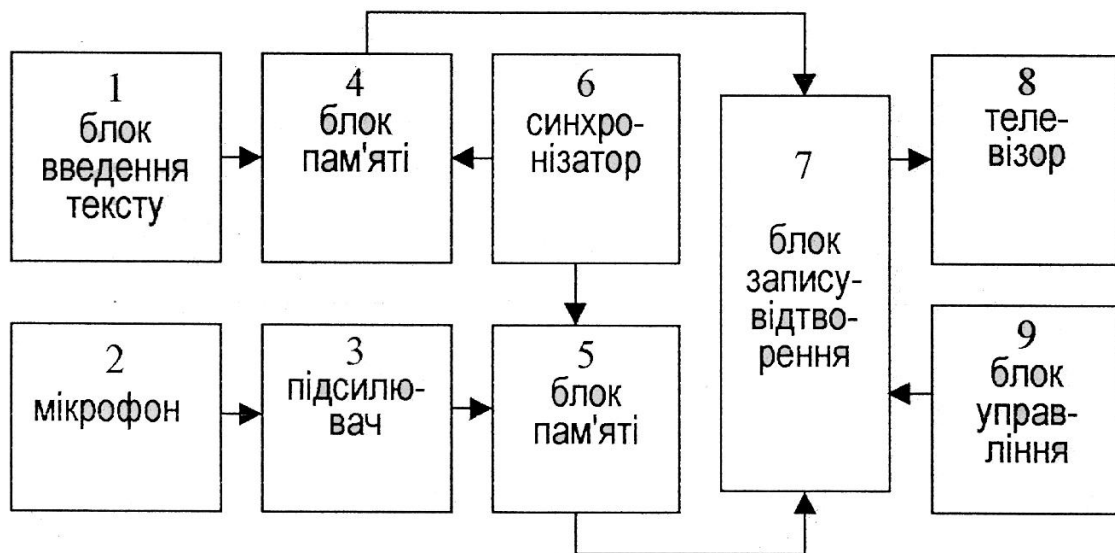 1
блок
введення
тексту
4
блок
пам'яті
6
синхро-
нізатор
7
блок
запису-
відтво-
рення
8
теле-
візор
2
мікрофон
3
підсилю-
вач
5
блок
пам'яті
9
блок
управ-
ління